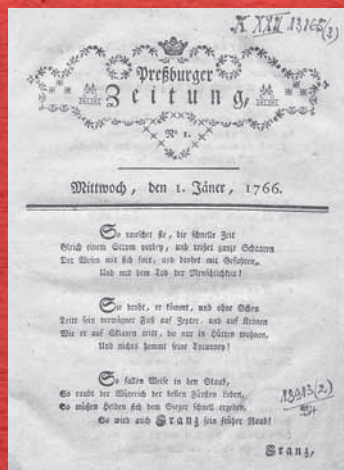 Preßburger
Zeitung,
Nº 1.
Mittwoch, den 1. Jäner, 1766.
So rauschet sie, die schnelle Zeit
Gleich einem Strom vorbey, und reißet ganze Schaaren
Der Wesen mit sich fort, und drohet mit Gefahren,
Und mit dem Tod der Menschlichkeit!
Sie droht, er kömmt, und ohne Scheu
Tritt sein verwägner Fuß auf Zepter, und auf Kronen
Wie er auf Sklaven tritt, die nur in Hütten wohnen,
Und nichts hemmt seine Tyranney!
So fallen Weise in den Staub,
So raubt der Wüterich der besten Fürsten Leben,
So müßen Helden sich dem Sieger schnell ergeben,
So wird auch Franz sein früher Raub!
Franz,